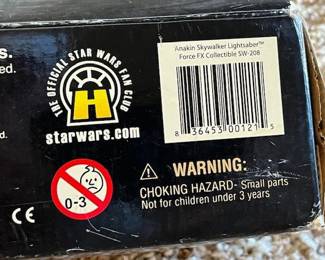 s.
ed.
THE OFFICIAL STAR WARS FAN CLUB
H
starwars.com
d.
Anakin Skywalker Lightsaber™
Force FX Collectible SW-208
8 36453 00121 5
0-3
CE
WARNING:
CHOKING HAZARD- Small parts
Not for children under 3 years